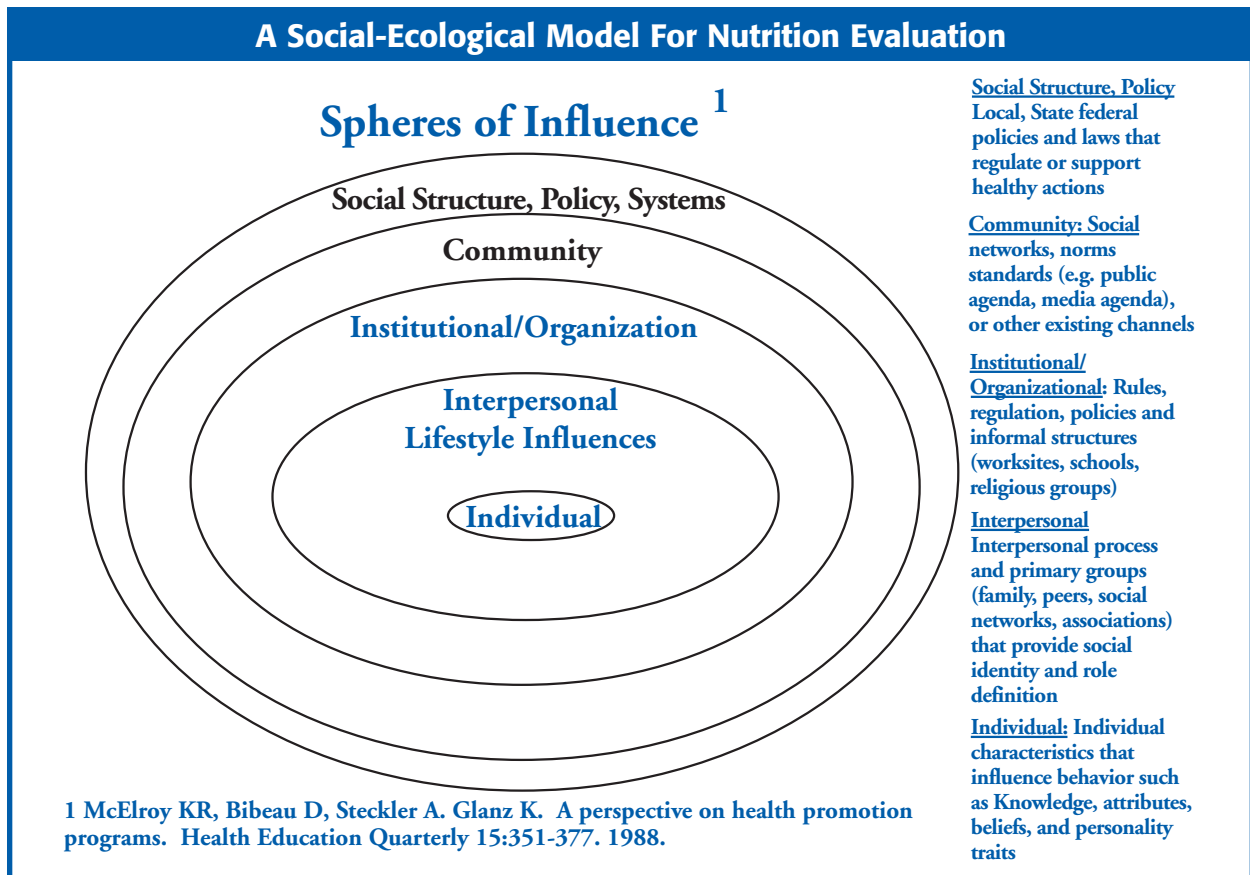 A Social-Ecological Model For Nutrition Evaluation
Spheres of Influence 1
Social Structure, Policy, Systems
Community
Institutional/Organization
Interpersonal
Lifestyle Influences
Individual
1 McElroy KR, Bibeau D, Steckler A. Glanz K.  A perspective on health promotion
programs.  Health Education Quarterly 15:351-377. 1988.
Social Structure, Policy
Local, State federal
policies and laws that
regulate or support
healthy actions
Community: Social
networks, norms
standards (e.g. public
agenda, media agenda),
or other existing channels
Institutional/
Organizational: Rules,
regulation, policies and
informal structures
(worksites, schools,
religious groups)
Interpersonal
Interpersonal process
and primary groups
(family, peers, social
networks, associations)
that provide social
identity and role
definition
Individual: Individual
characteristics that
influence behavior such
as Knowledge, attributes,
beliefs, and personality
traits